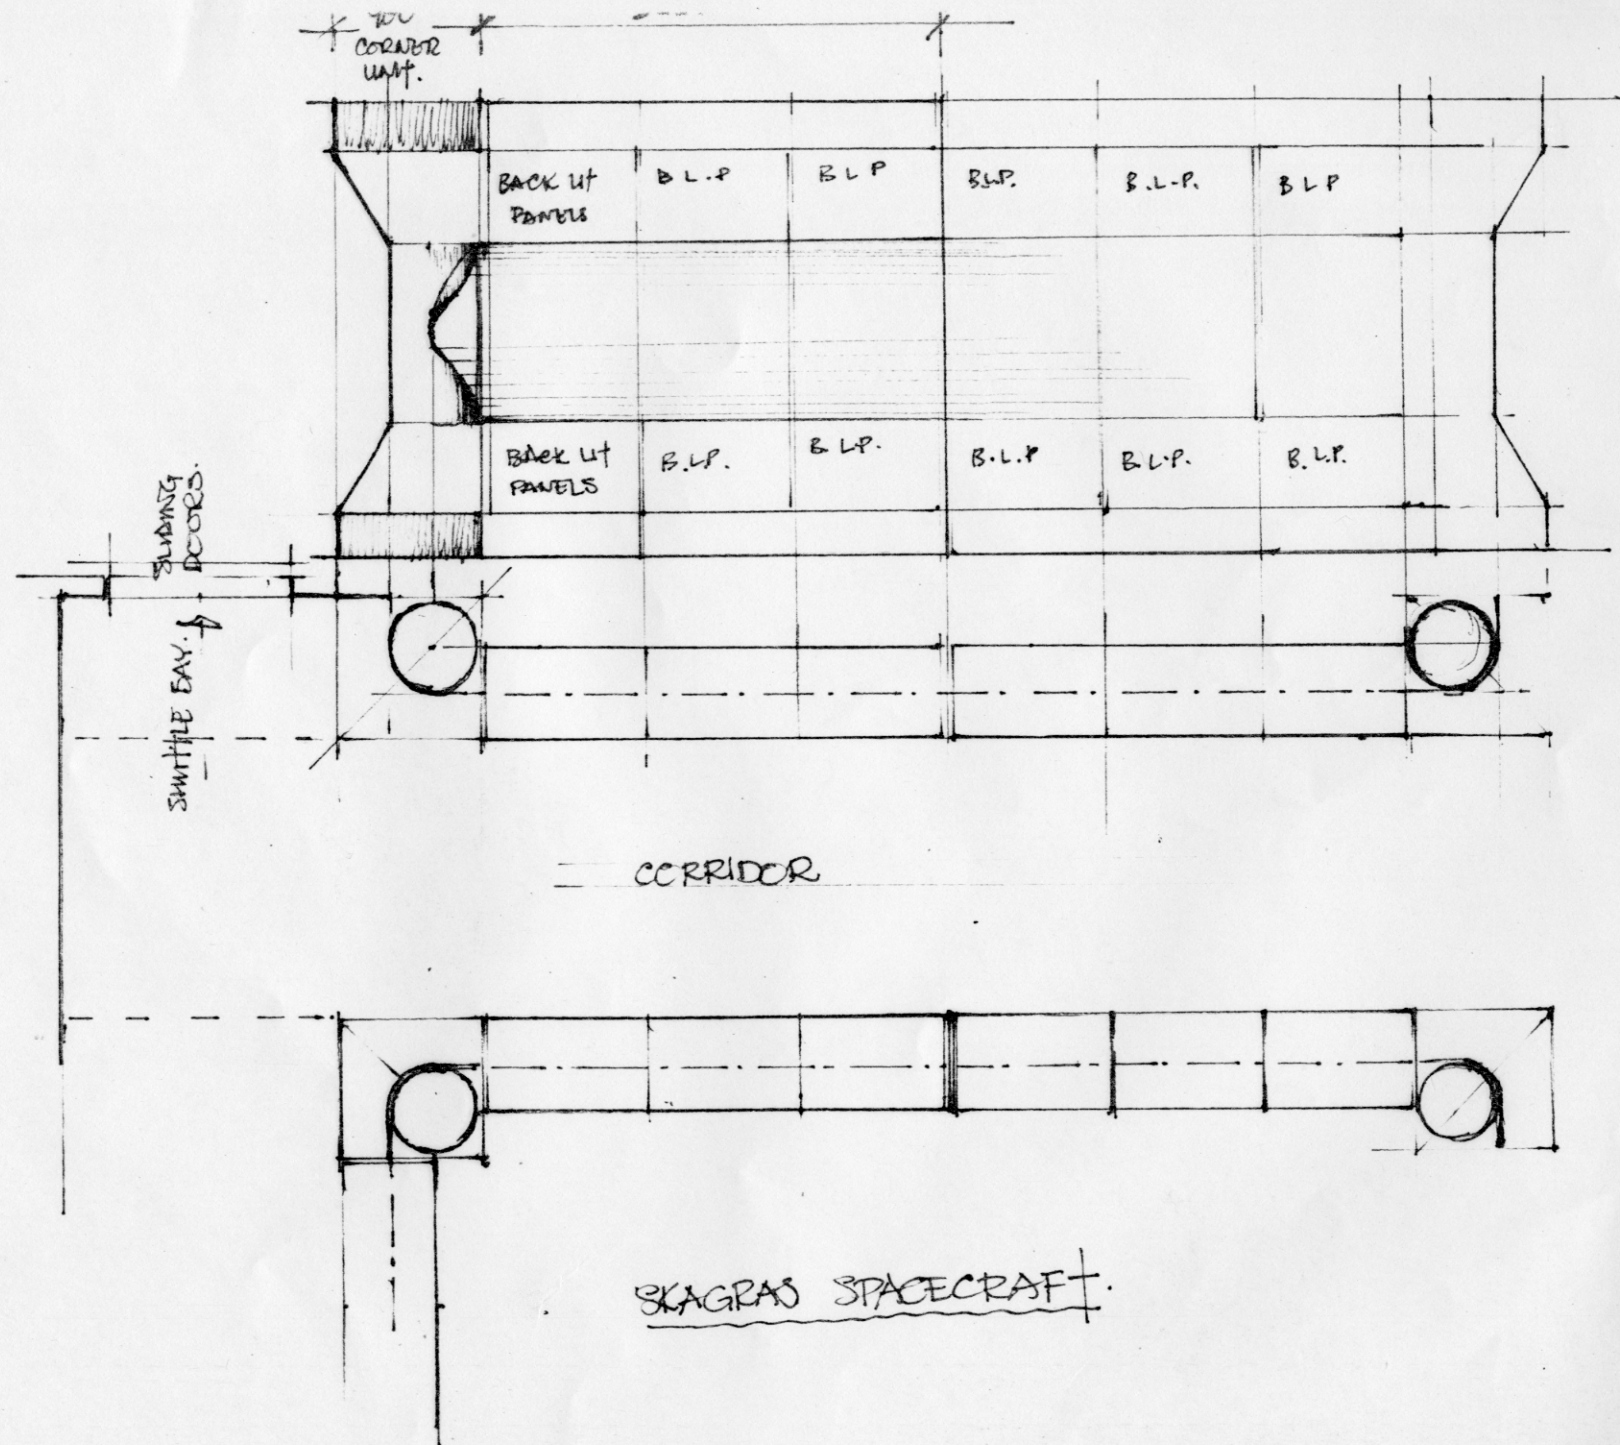 CORNER
UNIT.
BACK LIT
PANELS
B L.P
B L P
B.L.P.
B.L.P.
B L P
BACK LIT
PANELS
B.L.P.
B.L.P.
B.L.P
B.L.P.
B.L.P.
SLIDING
DOORS.
SHUTTLE BAY.
CORRIDOR
SKAGRAS SPACECRAFT.